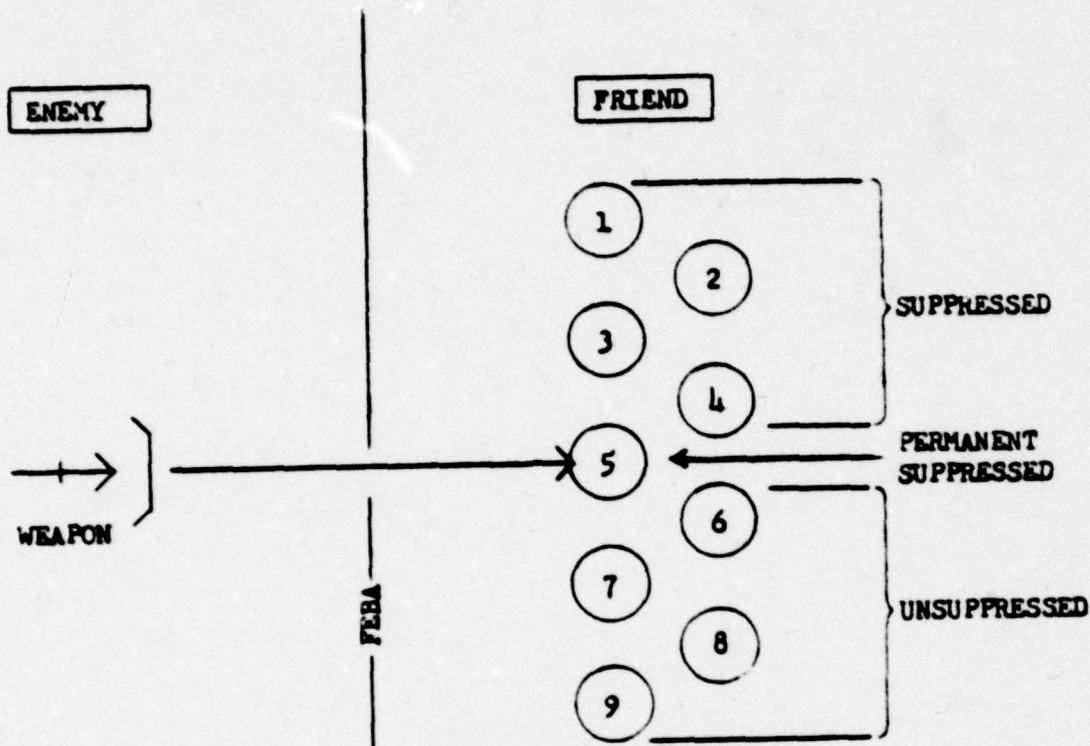 ENEMY
FRIEND
1
2
SUPPRESSED
3
4
PERMANENT
SUPPRESSED
5
WEAPON
6
7
FEBA
UNSUPPRESSED
8
9